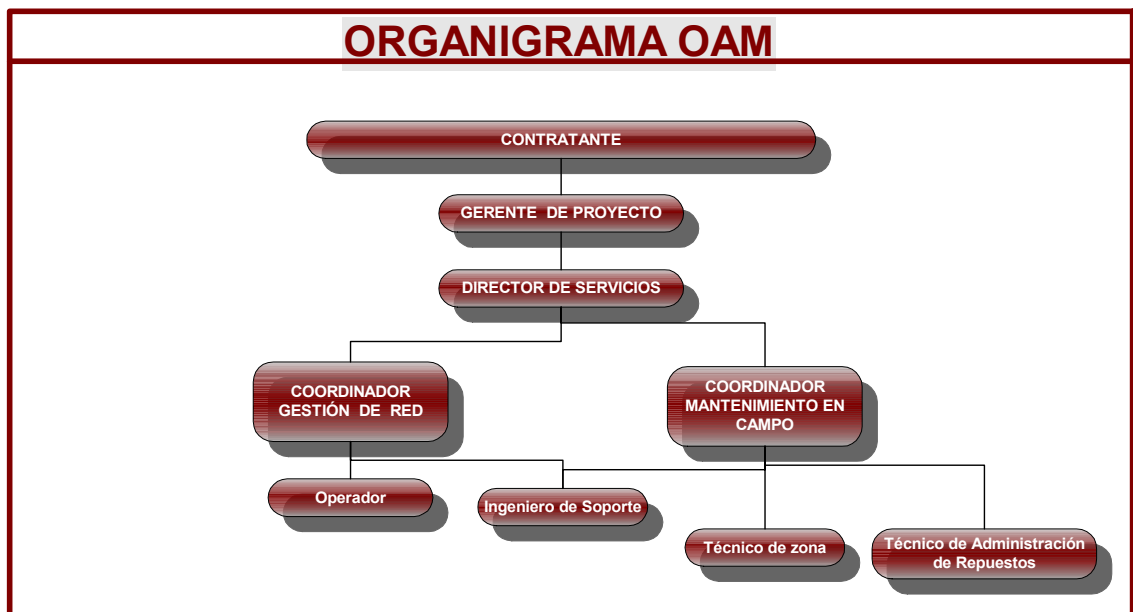 ORGANIGRAMA OAM
CONTRATANTE
GERENTE DE PROYECTO
DIRECTOR DE SERVICIOS
COORDINADOR
GESTIÓN DE RED
COORDINADOR
MANTENIMIENTO EN
CAMPO
Operador
Ingeniero de Soporte
Técnico de zona
Técnico de Administración
de Repuestos